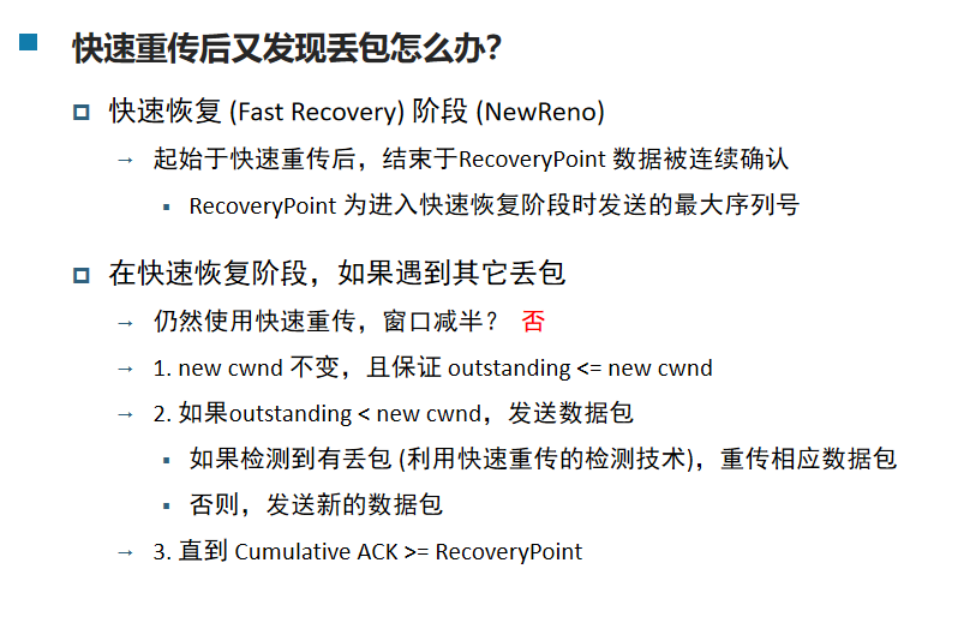 快速重传后又发现丢包怎么办？
快速恢复 (Fast Recovery) 阶段 (NewReno)
→ 起始于快速重传后，结束于RecoveryPoint 数据被连续确认
▪ RecoveryPoint 为进入快速恢复阶段时发送的最大序列号
在快速恢复阶段，如果遇到其它丢包
→ 仍然使用快速重传，窗口减半？ 否
→ 1. new cwnd 不变，且保证 outstanding <= new cwnd
→ 2. 如果outstanding < new cwnd，发送数据包
▪ 如果检测到有丢包 (利用快速重传的检测技术)，重传相应数据包
▪ 否则，发送新的数据包
→ 3. 直到 Cumulative ACK >= RecoveryPoint